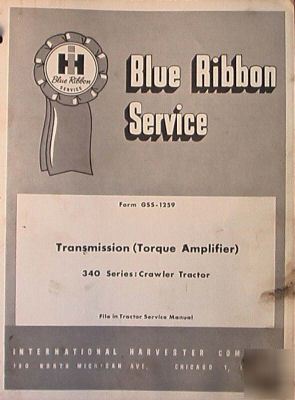 IH
Blue Ribbon
SERVICE
Blue Ribbon
Service
Form GSS-1259
Transmission (Torque Amplifier)
340 Series: Crawler Tractor
File in Tractor Service Manual
INTERNATIONAL HARVESTER
180 NORTH MICHIGAN AVE. CHICAGO 1,